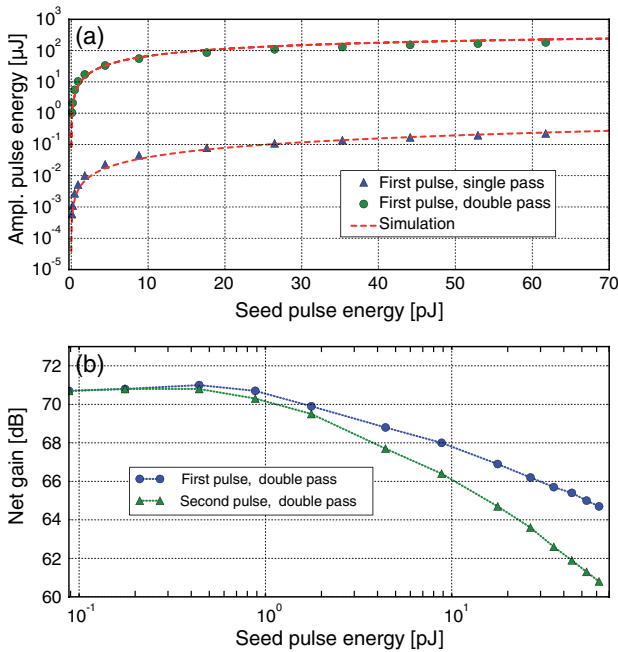 (a)
Ampl. pulse energy [µJ]
10³
10²
10¹
10⁰
10⁻¹
10⁻²
10⁻³
10⁻⁴
10⁻⁵
First pulse, single pass
First pulse, double pass
Simulation
0 10 20 30 40 50 60 70
Seed pulse energy [pJ]
(b)
Net gain [dB]
72
70
68
66
64
62
60
First pulse, double pass
Second pulse, double pass
10⁻¹ 10⁰ 10¹
Seed pulse energy [pJ]